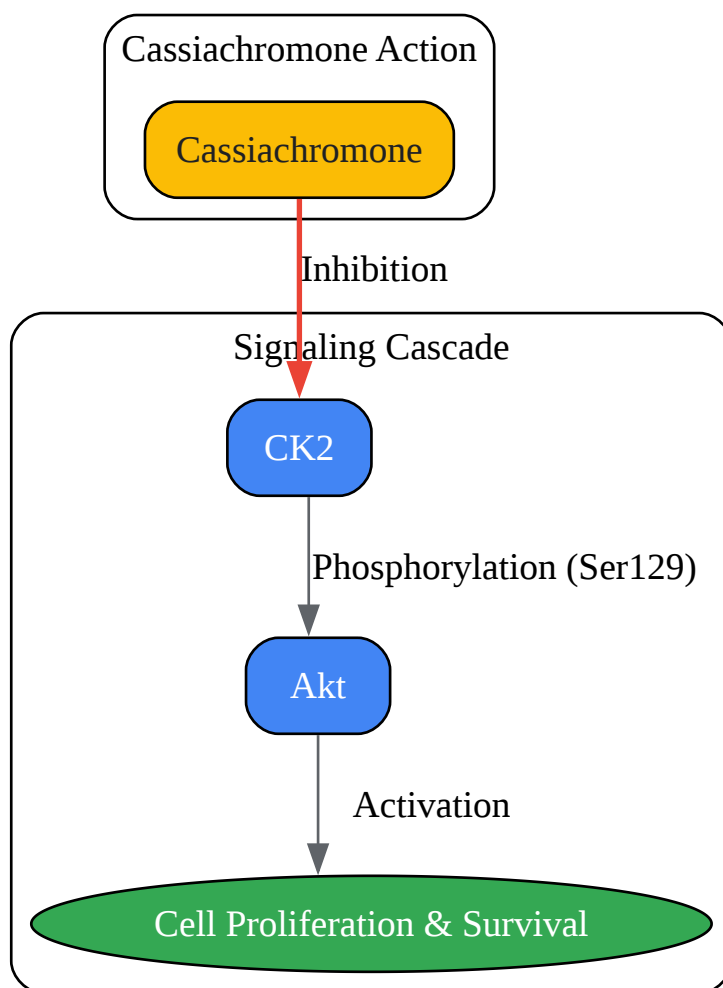 Cassiachromone Action
Cassiachromone
Inhibition
Signaling Cascade
CK2
Phosphorylation (Ser129)
Akt
Activation
Cell Proliferation & Survival